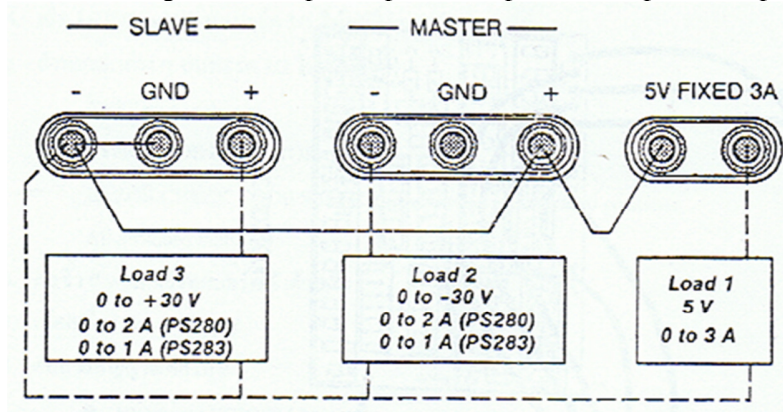 SLAVE
MASTER
- GND +
- GND +
5V FIXED 3A
Load 3
0 to +30 V
0 to 2 A (PS280)
0 to 1 A (PS283)
Load 2
0 to -30 V
0 to 2 A (PS280)
0 to 1 A (PS283)
Load 1
5 V
0 to 3 A